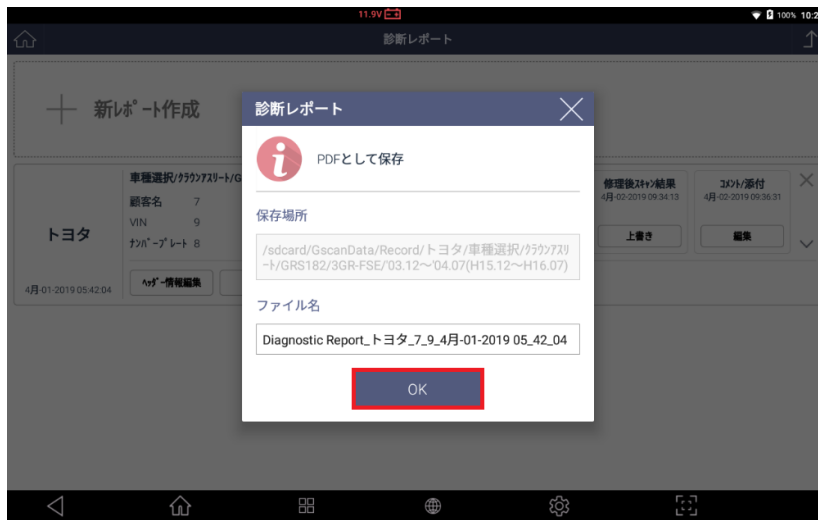 11.9V
100% 10:2
診断レポート
新ﾚﾎﾟｰﾄ作成
車種選択/ｸﾗｳﾝｱｽﾘｰﾄ/G
顧客名 7
VIN 9
ﾅﾝﾊﾞｰﾌﾟﾚｰﾄ 8
トヨタ
4月-01-2019 05:42:04
ﾍｯﾀﾞｰ情報編集
修理後ｽｷｬﾝ結果
4月-02-2019 09:34:13
上書き
ｺﾒﾝﾄ/添付
4月-02-2019 09:36:31
編集
診断レポート
PDFとして保存
保存場所
/sdcard/GscanData/Record/トヨタ/車種選択/ｸﾗｳﾝｱｽﾘ
ｰﾄ/GRS182/3GR-FSE/'03.12～'04.07(H15.12～H16.07)
ファイル名
Diagnostic Report_トヨタ_7_9_4月-01-2019 05_42_04
OK